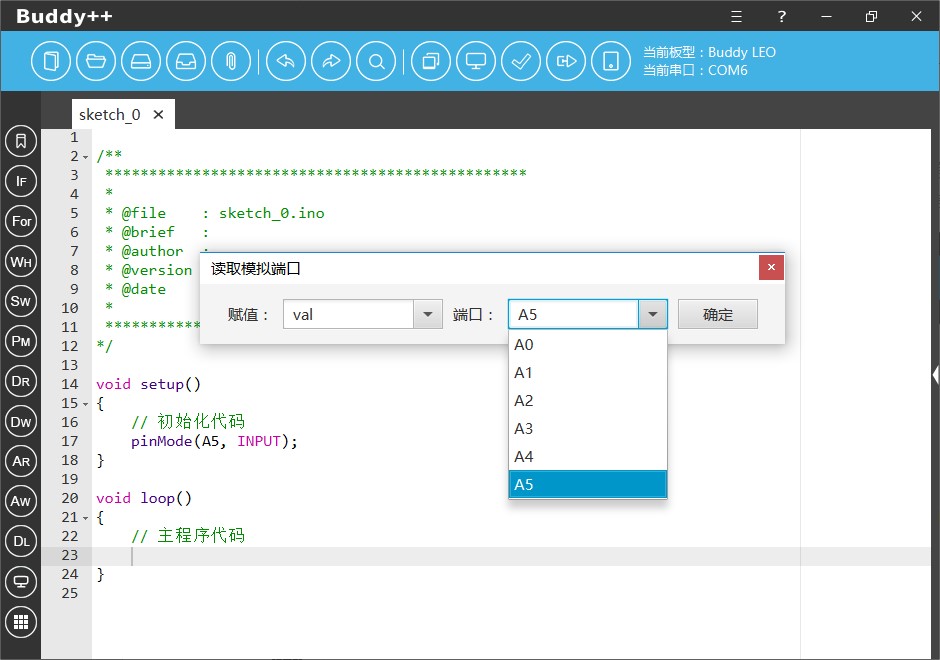 Buddy++
?
当前板型：Buddy LEO
当前串口：COM6
sketch_0
IF
For
WH
SW
PM
DR
DW
AR
AW
DL
1
2 /**
3 ************************************************
4 *
5 * @file : sketch_0.ino
6 * @brief :
7 * @author :
8 * @version
9 * @date
10 *
11 ***********
12 */
13
14 void setup()
15 {
16 // 初始化代码
17 pinMode(A5, INPUT);
18 }
19
20 void loop()
21 {
22 // 主程序代码
23
24 }
25
读取模拟端口
赋值： val 端口： A5 确定
A0
A1
A2
A3
A4
A5